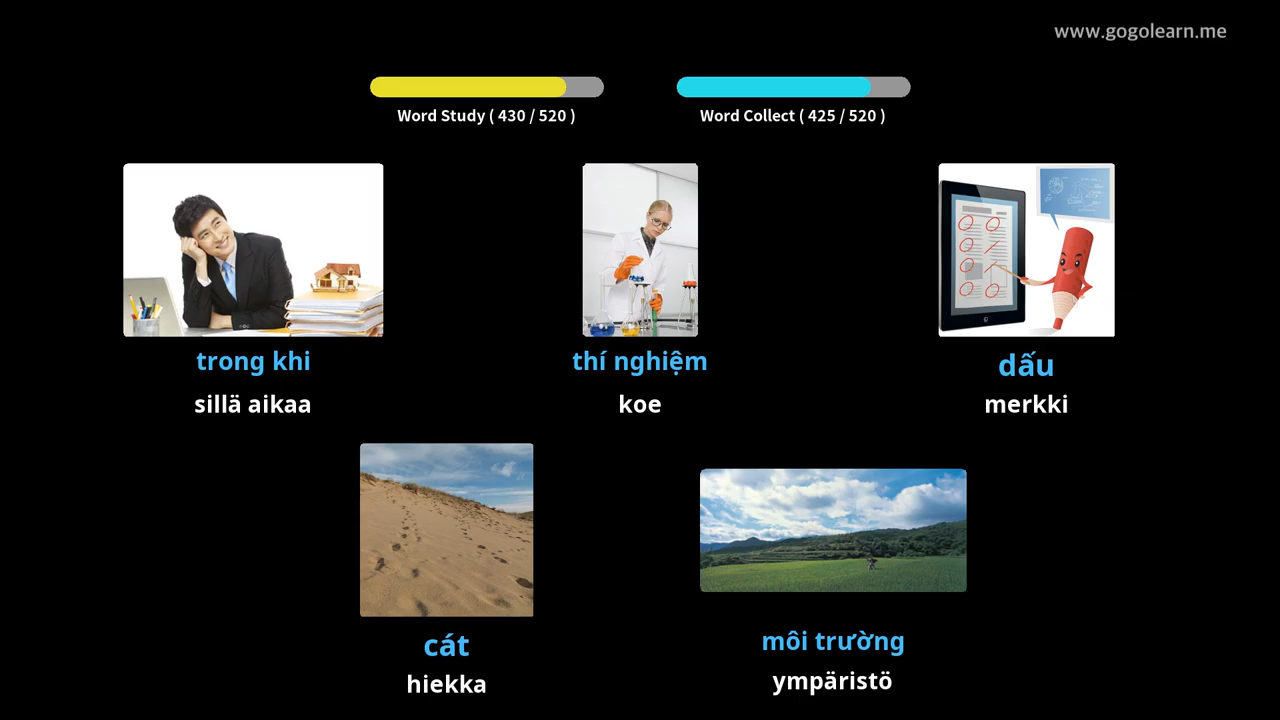 www.gogolearn.me
Word Study ( 430 / 520 )
Word Collect ( 425 / 520 )
trong khi
sillä aikaa
thí nghiệm
koe
dấu
merkki
cát
hiekka
môi trường
ympäristö